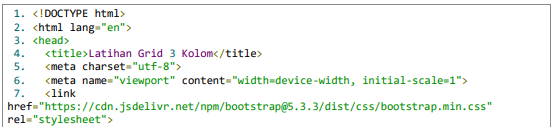 1. <!DOCTYPE html>
2. <html lang="en">
3. <head>
4. <title>Latihan Grid 3 Kolom</title>
5. <meta charset="utf-8">
6. <meta name="viewport" content="width=device-width, initial-scale=1">
7. <link
href="https://cdn.jsdelivr.net/npm/bootstrap@5.3.3/dist/css/bootstrap.min.css"
rel="stylesheet">